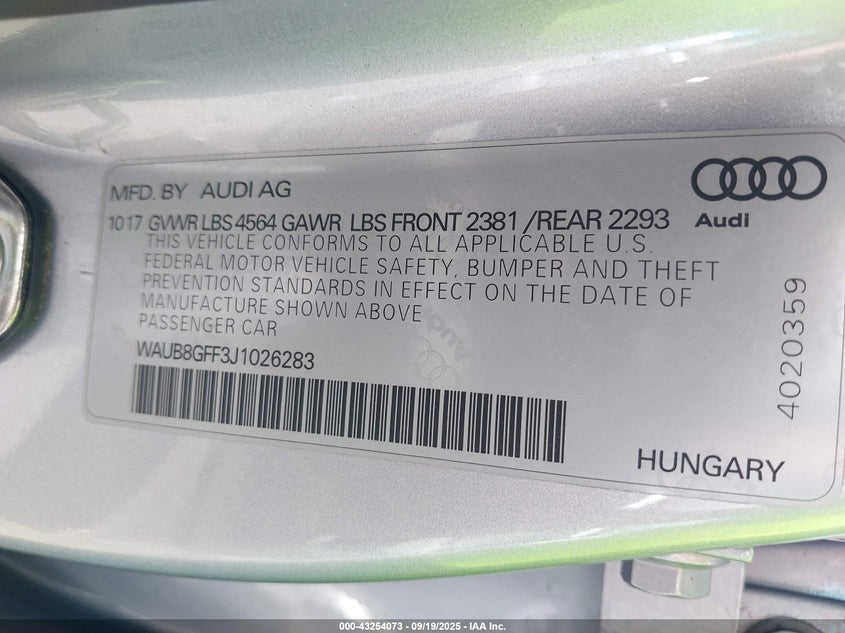 MFD. BY AUDI AG
Audi
1017 GVWR LBS 4564 GAWR LBS FRONT 2381 /REAR 2293
THIS VEHICLE CONFORMS TO ALL APPLICABLE U.S.
FEDERAL MOTOR VEHICLE SAFETY, BUMPER AND THEFT
PREVENTION STANDARDS IN EFFECT ON THE DATE OF
MANUFACTURE SHOWN ABOVE
PASSENGER CAR
WAUB8GFF3J1026283
4020359
HUNGARY
000-43254073 - 09/19/2025 - IAA Inc.